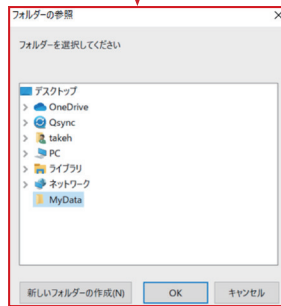 フォルダーの参照
フォルダーを選択してください
デスクトップ
OneDrive
Qsync
takeh
PC
ライブラリ
ネットワーク
MyData
新しいフォルダーの作成(N)
OK
キャンセル